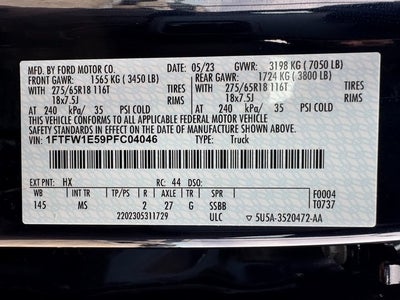 MFD. BY FORD MOTOR CO. 05/23 GVWR: 3198 KG ( 7050 LB)
FRONT GAWR: 1565 KG ( 3450 LB) REAR GAWR: 1724 KG ( 3800 LB)
WITH 275/65R18 116T TIRES WITH 275/65R18 116T TIRES
18x7.5J RIMS 18x7.5J RIMS
AT 240 kPa/ 35 PSI COLD AT 240 kPa/ 35 PSI COLD
THIS VEHICLE CONFORMS TO ALL APPLICABLE FEDERAL MOTOR VEHICLE
SAFETY AND THEFT PREVENTION STANDARDS IN EFFECT ON THE DATE OF MANUFACTURE SHOWN ABOVE.
VIN: 1FTFW1E59PFC04046 TYPE: Truck
EXT PNT: HX RC: 44 DSO:
WB INT TR TP/PS R AXLE TR SPR F0004
145 MS 2 27 G SSBB T0737
2202305311729 ULC 5U5A-3520472-AA